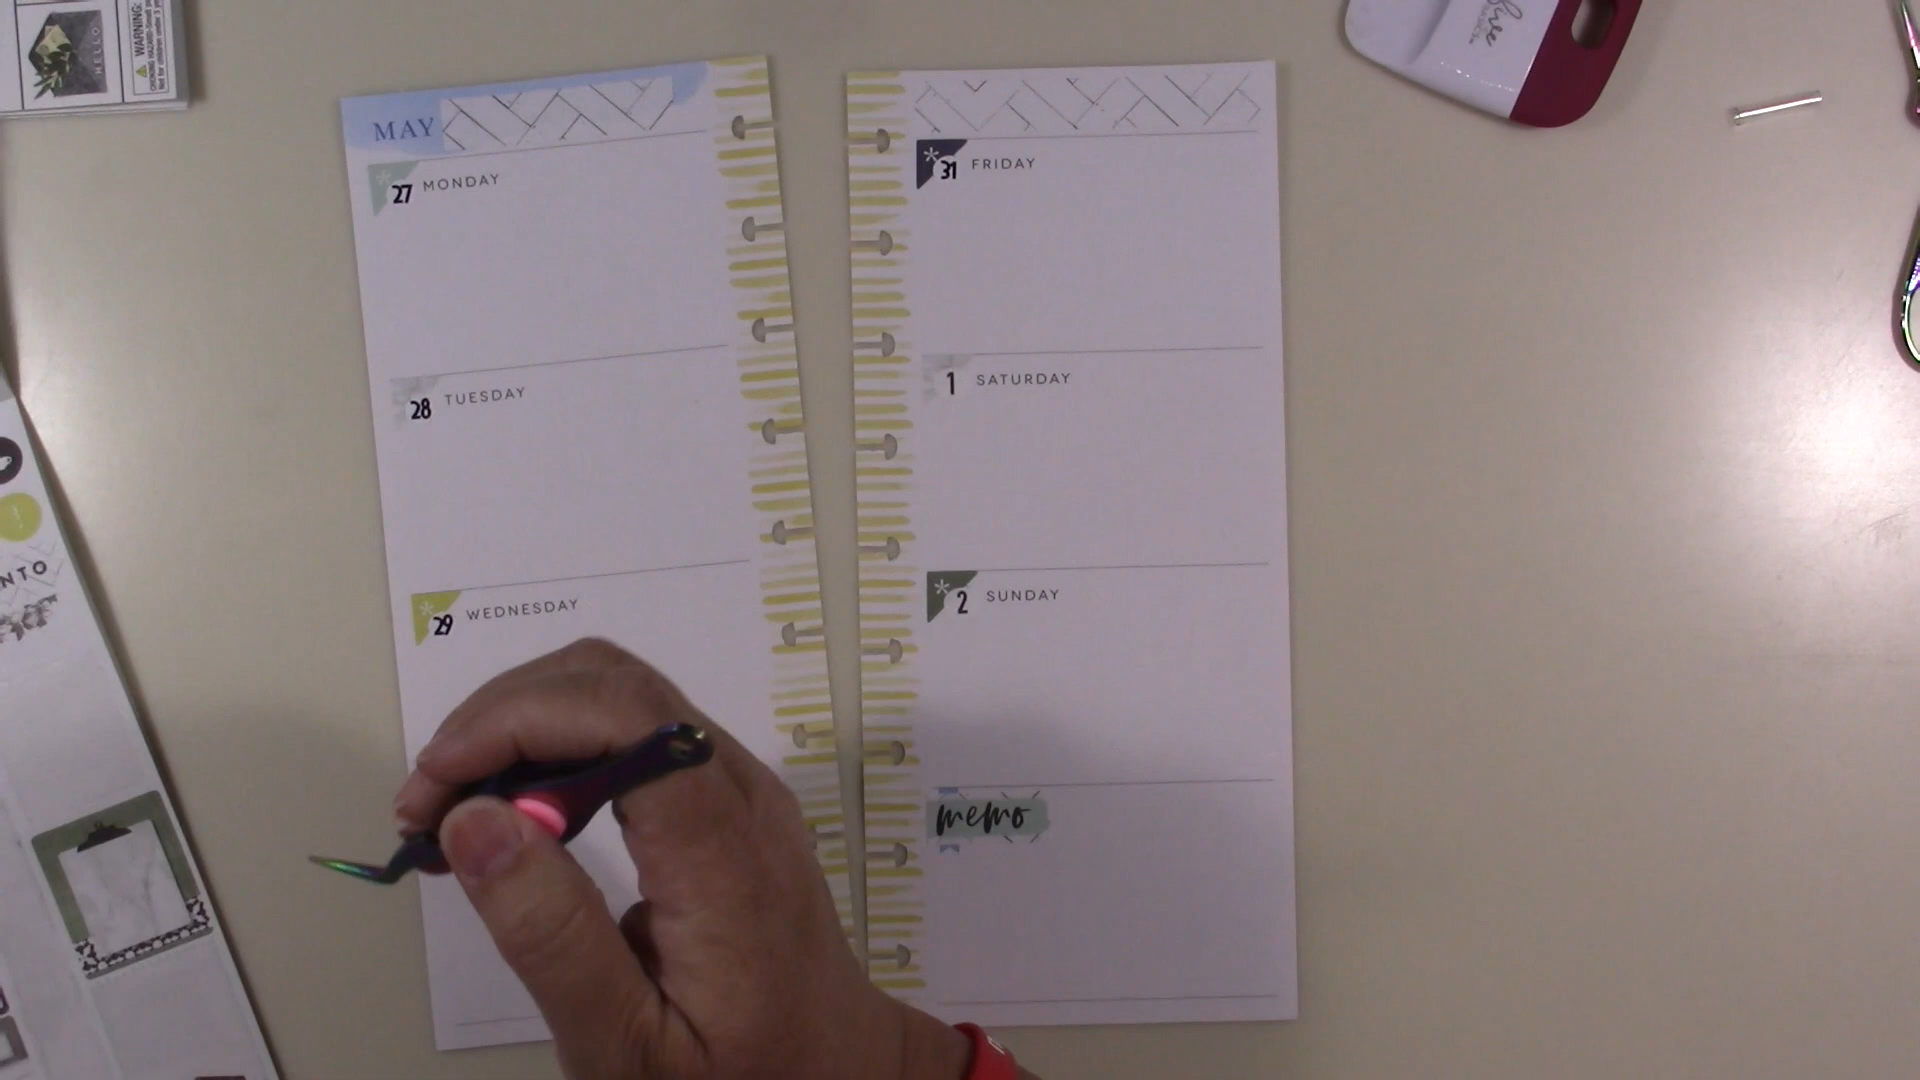 HELLO
WARNING:
MAY
27 MONDAY
28 TUESDAY
29 WEDNESDAY
31 FRIDAY
1 SATURDAY
2 SUNDAY
memo
NTO